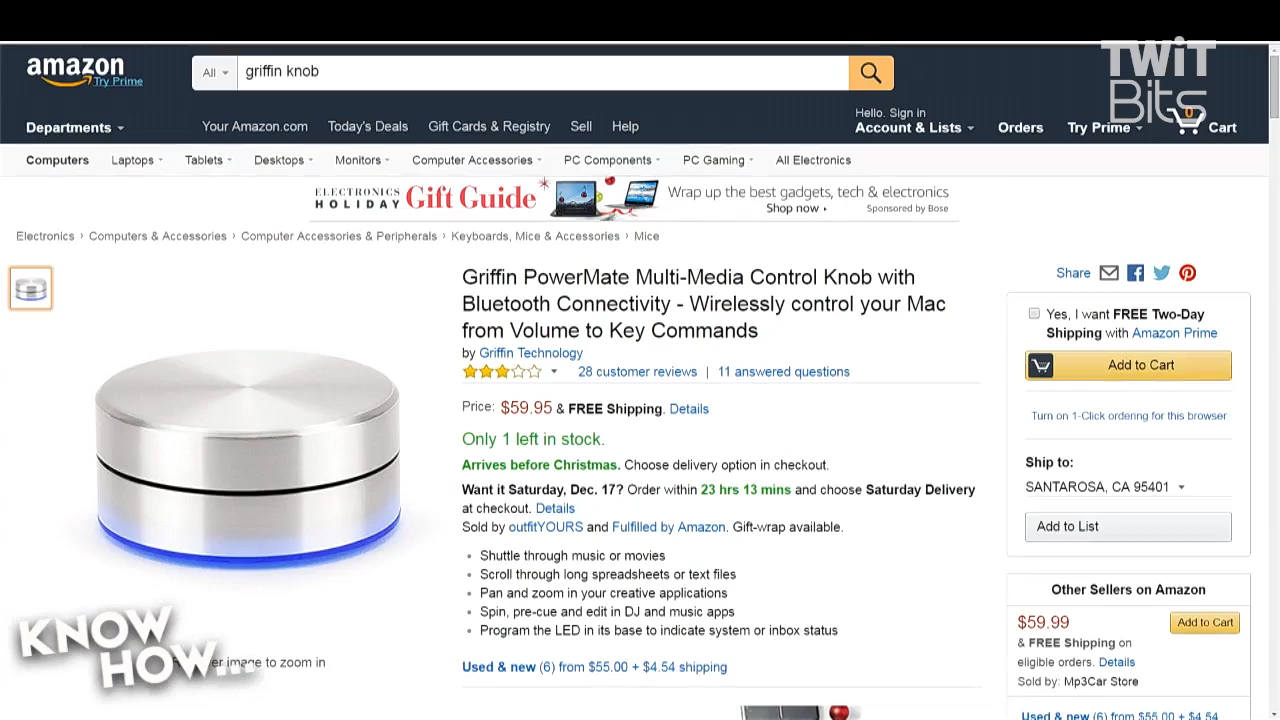 TWiT
Bits
amazon
Try Prime
All
griffin knob
Hello. Sign in
Departments
Your Amazon.com
Today's Deals
Gift Cards & Registry
Sell
Help
Account & Lists
Orders
Try Prime
0
Cart
Computers
Laptops
Tablets
Desktops
Monitors
Computer Accessories
PC Components
PC Gaming
All Electronics
ELECTRONICS
HOLIDAY
Gift Guide
Wrap up the best gadgets, tech & electronics
Shop now
Sponsored by Bose
Electronics › Computers & Accessories › Computer Accessories & Peripherals › Keyboards, Mice & Accessories › Mice
Griffin PowerMate Multi-Media Control Knob with
Bluetooth Connectivity - Wirelessly control your Mac
from Volume to Key Commands
by Griffin Technology
28 customer reviews | 11 answered questions
Price: $59.95 & FREE Shipping. Details
Only 1 left in stock.
Arrives before Christmas. Choose delivery option in checkout.
Want it Saturday, Dec. 17? Order within 23 hrs 13 mins and choose Saturday Delivery
at checkout. Details
Sold by outfitYOURS and Fulfilled by Amazon. Gift-wrap available.
Shuttle through music or movies
Scroll through long spreadsheets or text files
Pan and zoom in your creative applications
Spin, pre-cue and edit in DJ and music apps
Program the LED in its base to indicate system or inbox status
Used & new (6) from $55.00 + $4.54 shipping
Share
Yes, I want FREE Two-Day
Shipping with Amazon Prime
Add to Cart
Turn on 1-Click ordering for this browser
Ship to:
SANTAROSA, CA 95401
Add to List
Other Sellers on Amazon
$59.99
Add to Cart
& FREE Shipping on
eligible orders. Details
Sold by: Mp3Car Store
Used & new (6) from $55.00 + $4.54
KNOW
HOW...
image to zoom in